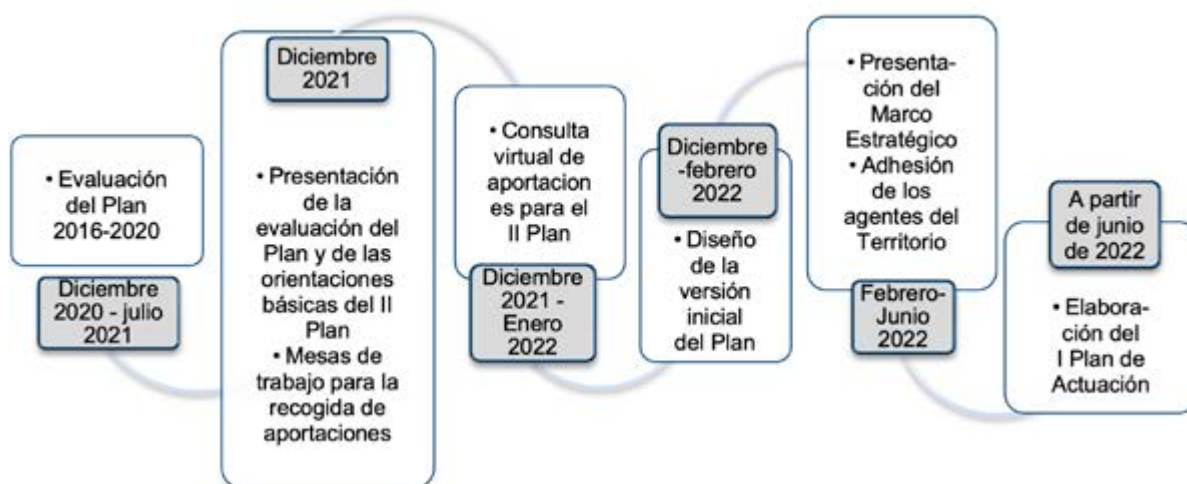 • Evaluación
del Plan
2016-2020
Diciembre
2020 - julio
2021
Diciembre
2021
• Presentación
de la
evaluación del
Plan y de las
orientaciones
básicas del II
Plan
• Mesas de
trabajo para la
recogida de
aportaciones
• Consulta
virtual de
aportacion
es para el
II Plan
Diciembre
2021 -
Enero
2022
Diciembre
-febrero
2022
• Diseño
de la
versión
inicial
del Plan
• Presenta-
ción del
Marco
Estratégico
• Adhesión
de los
agentes del
Territorio
Febrero-
Junio
2022
A partir
de junio
de 2022
• Elabora-
ción del
I Plan de
Actuación